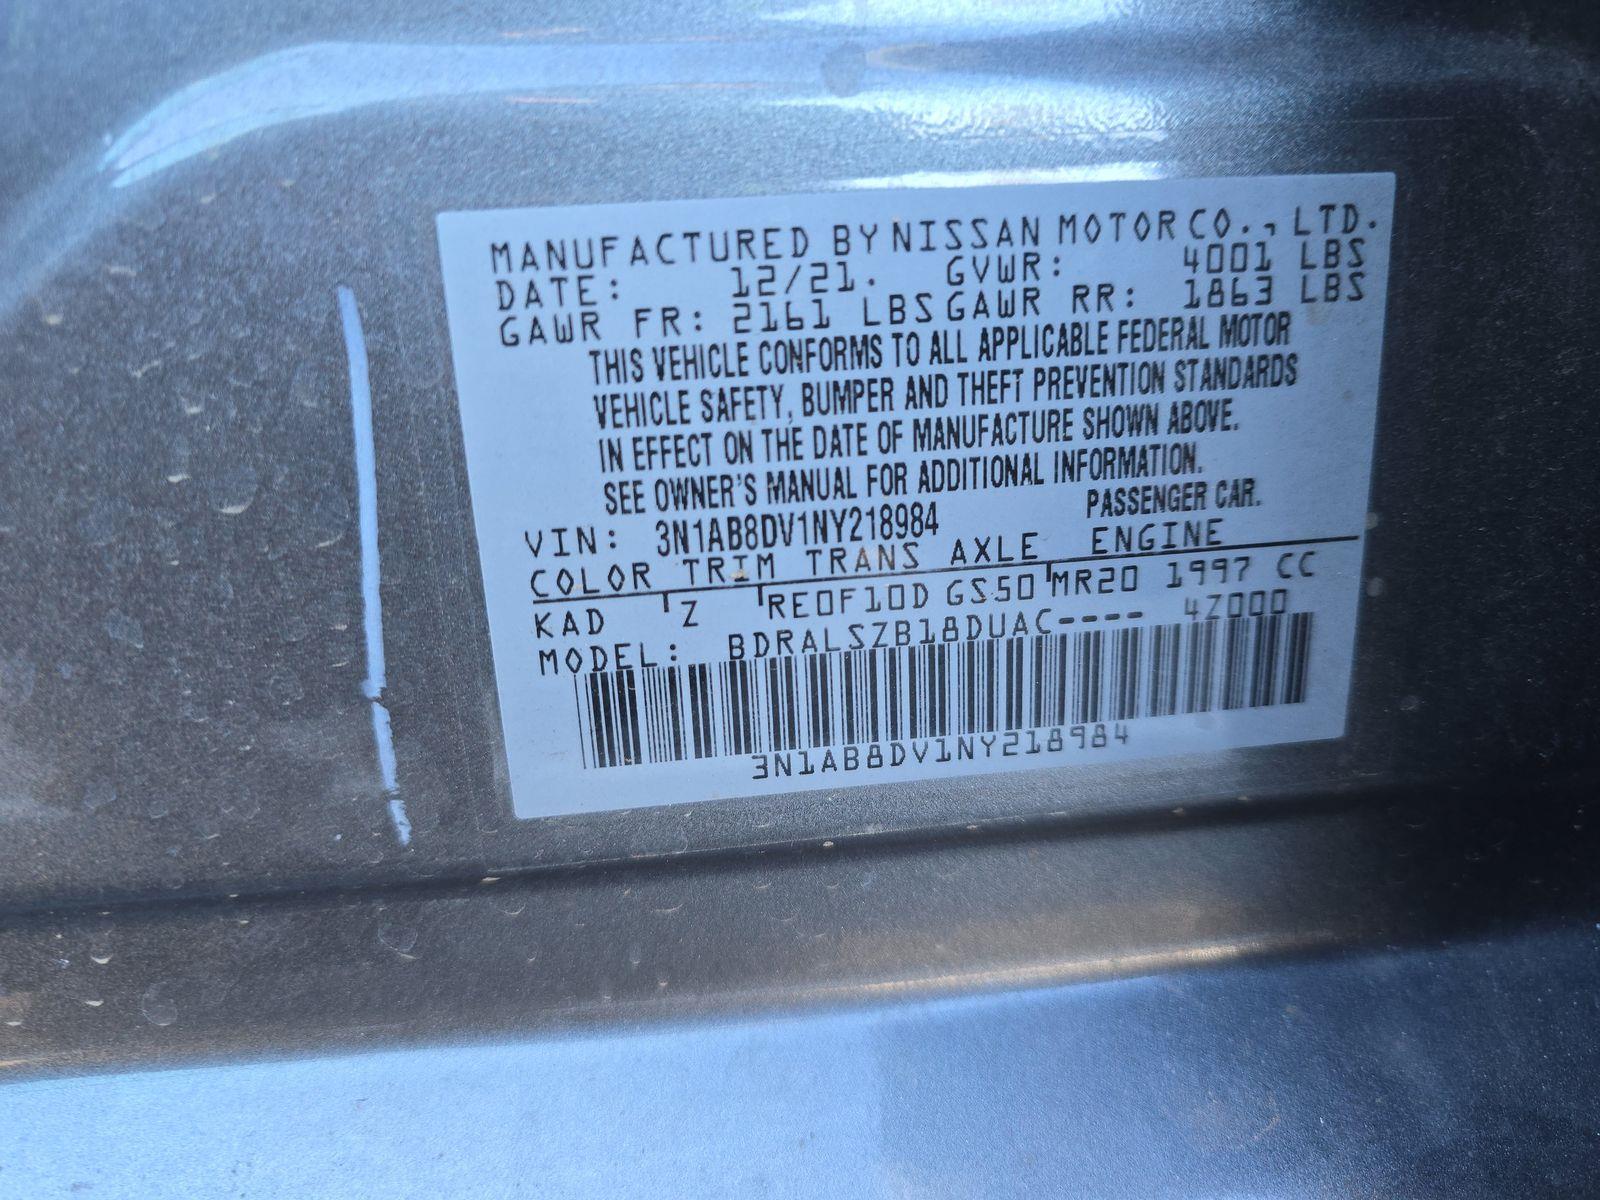 MANUFACTURED BY NISSAN MOTOR CO., LTD.
DATE: 12/21. GVWR: 4001 LBS
GAWR FR: 2161 LBS GAWR RR: 1863 LBS
THIS VEHICLE CONFORMS TO ALL APPLICABLE FEDERAL MOTOR
VEHICLE SAFETY, BUMPER AND THEFT PREVENTION STANDARDS
IN EFFECT ON THE DATE OF MANUFACTURE SHOWN ABOVE.
SEE OWNER'S MANUAL FOR ADDITIONAL INFORMATION.
VIN: 3N1AB8DV1NY218984 PASSENGER CAR.
COLOR TRIM TRANS AXLE ENGINE
KAD Z RE0F10D GS50 MR20 1997 CC
MODEL: BDRALSZB18DUAC---- 4Z000
3N1AB8DV1NY218984